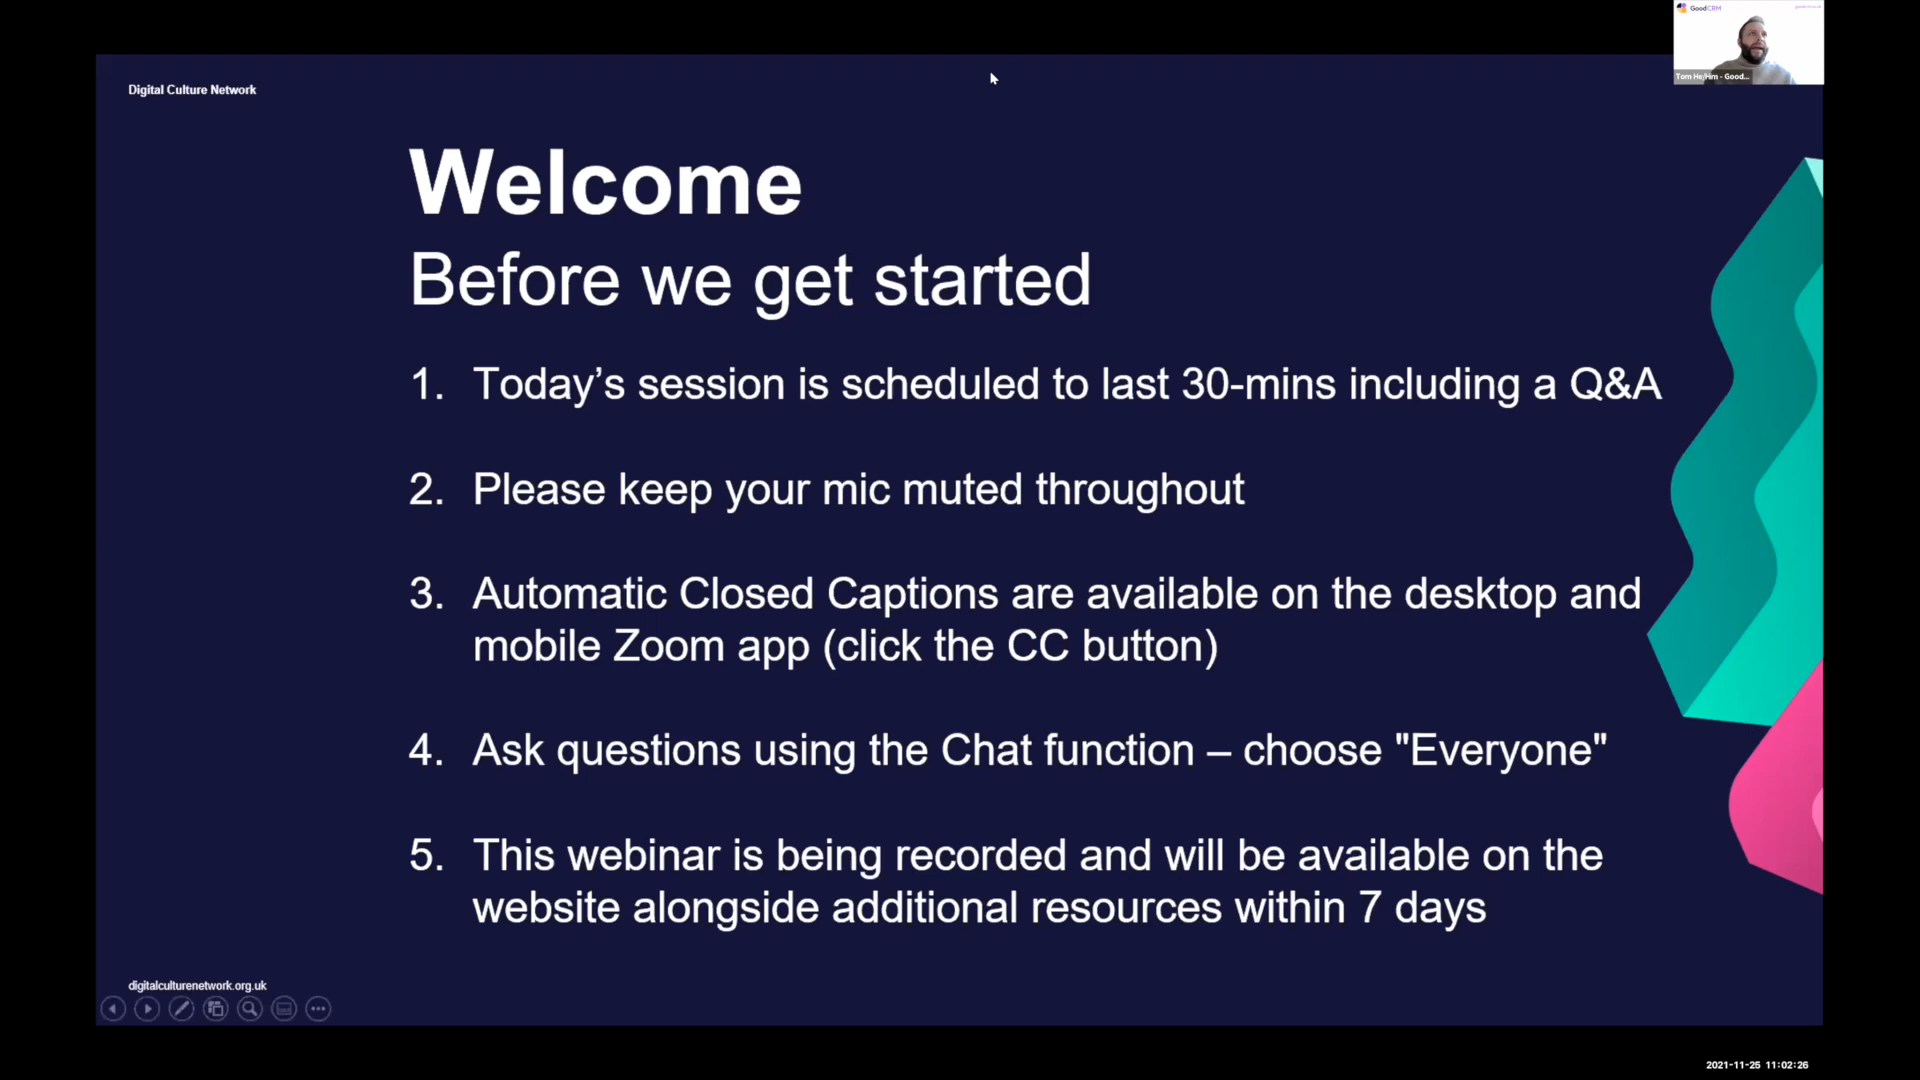 GoodCRM
Tom He/Him - Good...
Digital Culture Network
Welcome
Before we get started
1. Today’s session is scheduled to last 30-mins including a Q&A
2. Please keep your mic muted throughout
3. Automatic Closed Captions are available on the desktop and
mobile Zoom app (click the CC button)
4. Ask questions using the Chat function – choose "Everyone"
5. This webinar is being recorded and will be available on the
website alongside additional resources within 7 days
digitalculturenetwork.org.uk
2021-11-25 11:02:26